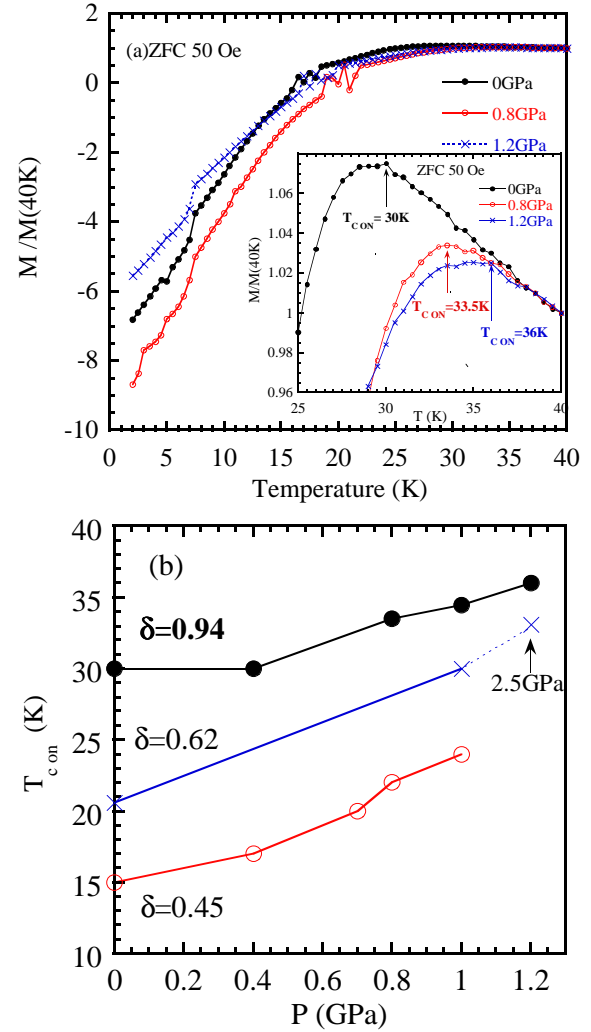 (a)ZFC 50 Oe
0GPa
0.8GPa
1.2GPa
M /M(40K)
2
0
-2
-4
-6
-8
-10
0 5 10 15 20 25 30 35 40
Temperature (K)
ZFC 50 Oe
0GPa
0.8GPa
1.2GPa
T C ON = 30K
T C ON =33.5K
T C ON =36K
M/M(40K)
1.06
1.04
1.02
1
0.98
0.96
25 30 35 40
T (K)
(b)
40
35
30
25
20
15
10
T c on (K)
δ=0.94
δ=0.62
δ=0.45
2.5GPa
0 0.2 0.4 0.6 0.8 1 1.2
P (GPa)